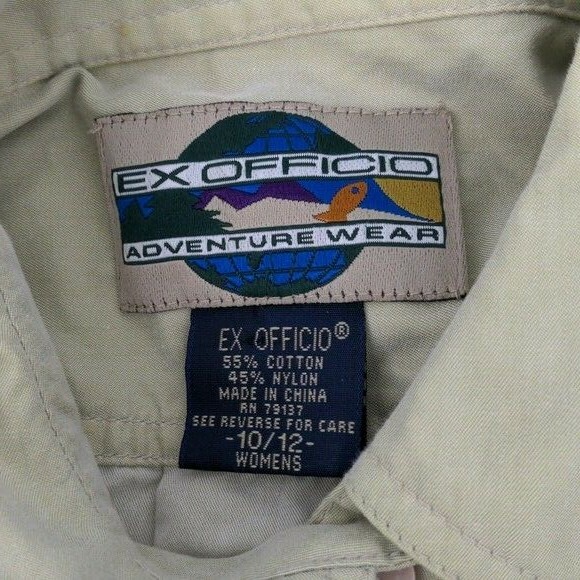 EX OFFICIO
ADVENTURE WEAR
EX OFFICIO®
55% COTTON
45% NYLON
MADE IN CHINA
RN 79137
SEE REVERSE FOR CARE
-10/12-
WOMENS